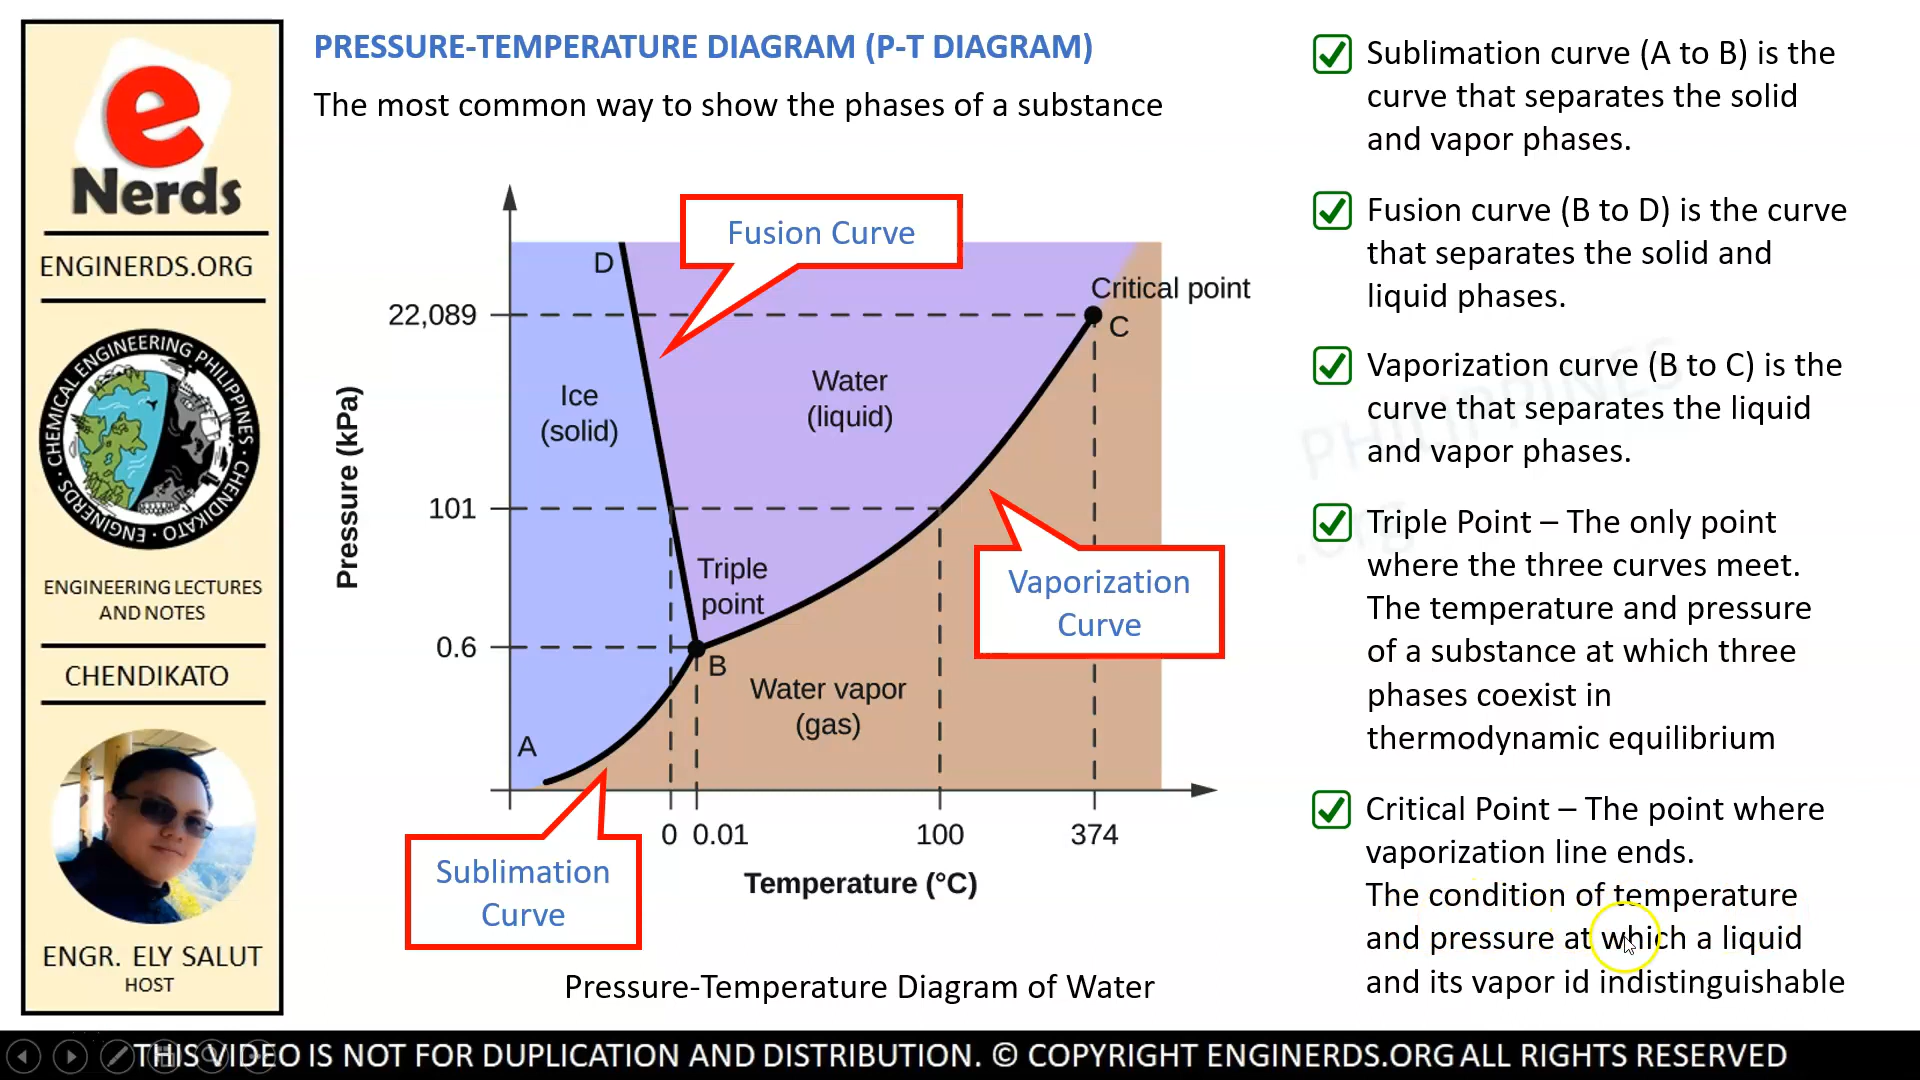 e
Nerds
ENGINERDS.ORG
CHEMICAL ENGINEERING PHILIPPINES · CHENDIKATO · ENGINERDS.ORG ·
ENGINEERING LECTURES
AND NOTES
CHENDIKATO
ENGR. ELY SALUT
HOST
PRESSURE-TEMPERATURE DIAGRAM (P-T DIAGRAM)
The most common way to show the phases of a substance
Fusion Curve
D
Critical point
C
22,089
Ice
(solid)
Water
(liquid)
Pressure (kPa)
101
Triple
point
Vaporization
Curve
0.6
B
Water vapor
(gas)
A
0 0.01 100 374
Temperature (°C)
Sublimation
Curve
Pressure-Temperature Diagram of Water
Sublimation curve (A to B) is the
curve that separates the solid
and vapor phases.
Fusion curve (B to D) is the curve
that separates the solid and
liquid phases.
Vaporization curve (B to C) is the
curve that separates the liquid
and vapor phases.
PHILIPPINES
.org
Triple Point – The only point
where the three curves meet.
The temperature and pressure
of a substance at which three
phases coexist in
thermodynamic equilibrium
Critical Point – The point where
vaporization line ends.
The condition of temperature
and pressure at which a liquid
and its vapor id indistinguishable
THIS VIDEO IS NOT FOR DUPLICATION AND DISTRIBUTION. © COPYRIGHT ENGINERDS.ORG ALL RIGHTS RESERVED